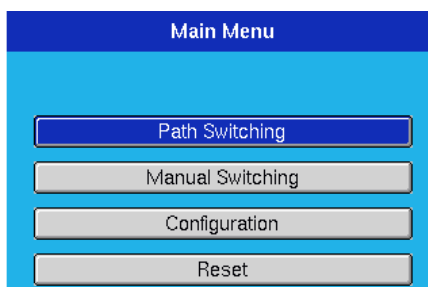 Main Menu
Path Switching
Manual Switching
Configuration
Reset